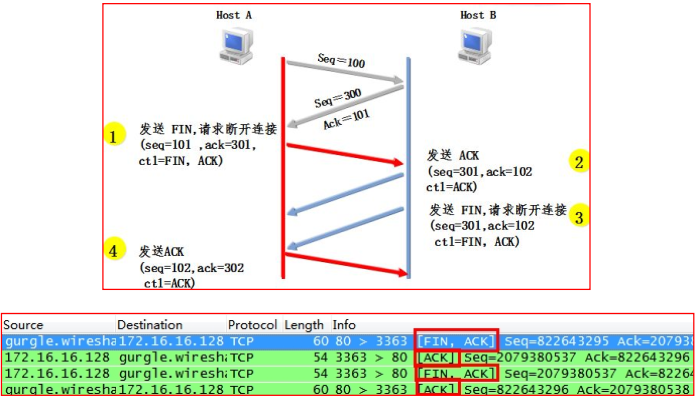 Host A
Host B
Seq=100
Seq=300
Ack=101
1
发送 FIN,请求断开连接
(seq=101 ,ack=301,
ctl=FIN, ACK)
发送 ACK
(seq=301,ack=102
ctl=ACK)
2
发送 FIN,请求断开连接
(seq=301,ack=102
ctl=FIN, ACK)
3
4
发送ACK
(seq=102,ack=302
ctl=ACK)
Source Destination Protocol Length Info
gurgle.wiresha 172.16.16.128 TCP 60 80 > 3363 [FIN, ACK] Seq=822643295 Ack=207938
172.16.16.128 gurgle.wiresha TCP 54 3363 > 80 [ACK] Seq=2079380537 Ack=822643296
172.16.16.128 gurgle.wiresha TCP 54 3363 > 80 [FIN, ACK] Seq=2079380537 Ack=82264
gurgle.wiresha 172.16.16.128 TCP 60 80 > 3363 [ACK] Seq=822643296 Ack=2079380538